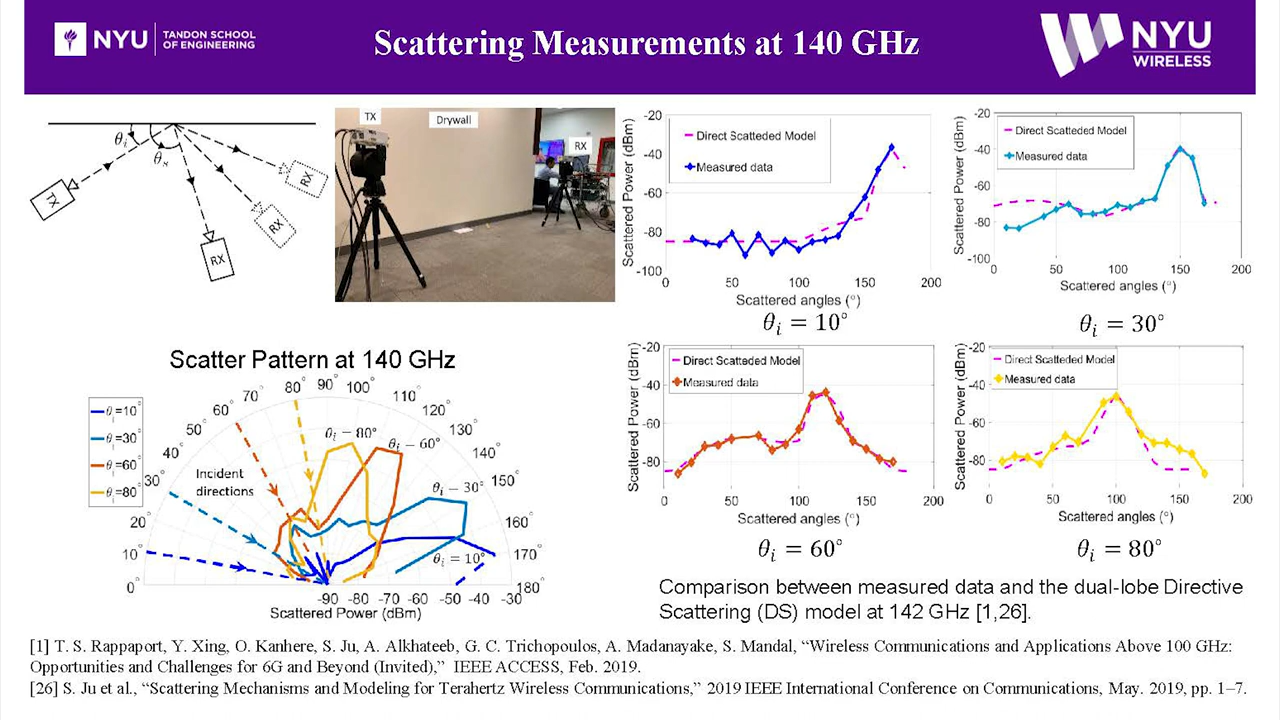 NYU
TANDON SCHOOL
OF ENGINEERING
Scattering Measurements at 140 GHz
NYU
WIRELESS
θi
θs
TX
RX
RX
RX
TX
Drywall
RX
Scattered Power (dBm)
-20
-40
-60
-80
-100
Direct Scatteded Model
Measured data
0 50 100 150 200
Scattered angles (°)
θi = 10°
Scattered Power (dBm)
-20
-40
-60
-80
-100
Direct Scatteded Model
Measured data
0 50 100 150 200
Scattered angles (°)
θi = 30°
Scatter Pattern at 140 GHz
θi=10°
θi=30°
θi=60°
θi=80°
0°
10°
20°
30°
40°
50°
60°
70°
80°
90°
100°
110°
120°
130°
140°
150°
160°
170°
180°
Incident
directions
θi − 80°
θi − 60°
θi − 30°
θi = 10°
-90 -80 -70 -60 -50 -40 -30
Scattered Power (dBm)
Scattered Power (dBm)
-20
-40
-60
-80
Direct Scatteded Model
Measured data
0 50 100 150 200
Scattered angles (°)
θi = 60°
Scattered Power (dBm)
-20
-40
-60
-80
Direct Scatteded Model
Measured data
0 50 100 150 200
Scattered angles (°)
θi = 80°
Comparison between measured data and the dual-lobe Directive
Scattering (DS) model at 142 GHz [1,26].
[1] T. S. Rappaport, Y. Xing, O. Kanhere, S. Ju, A. Alkhateeb, G. C. Trichopoulos, A. Madanayake, S. Mandal, “Wireless Communications and Applications Above 100 GHz:
Opportunities and Challenges for 6G and Beyond (Invited),” IEEE ACCESS, Feb. 2019.
[26] S. Ju et al., “Scattering Mechanisms and Modeling for Terahertz Wireless Communications,” 2019 IEEE International Conference on Communications, May. 2019, pp. 1–7.